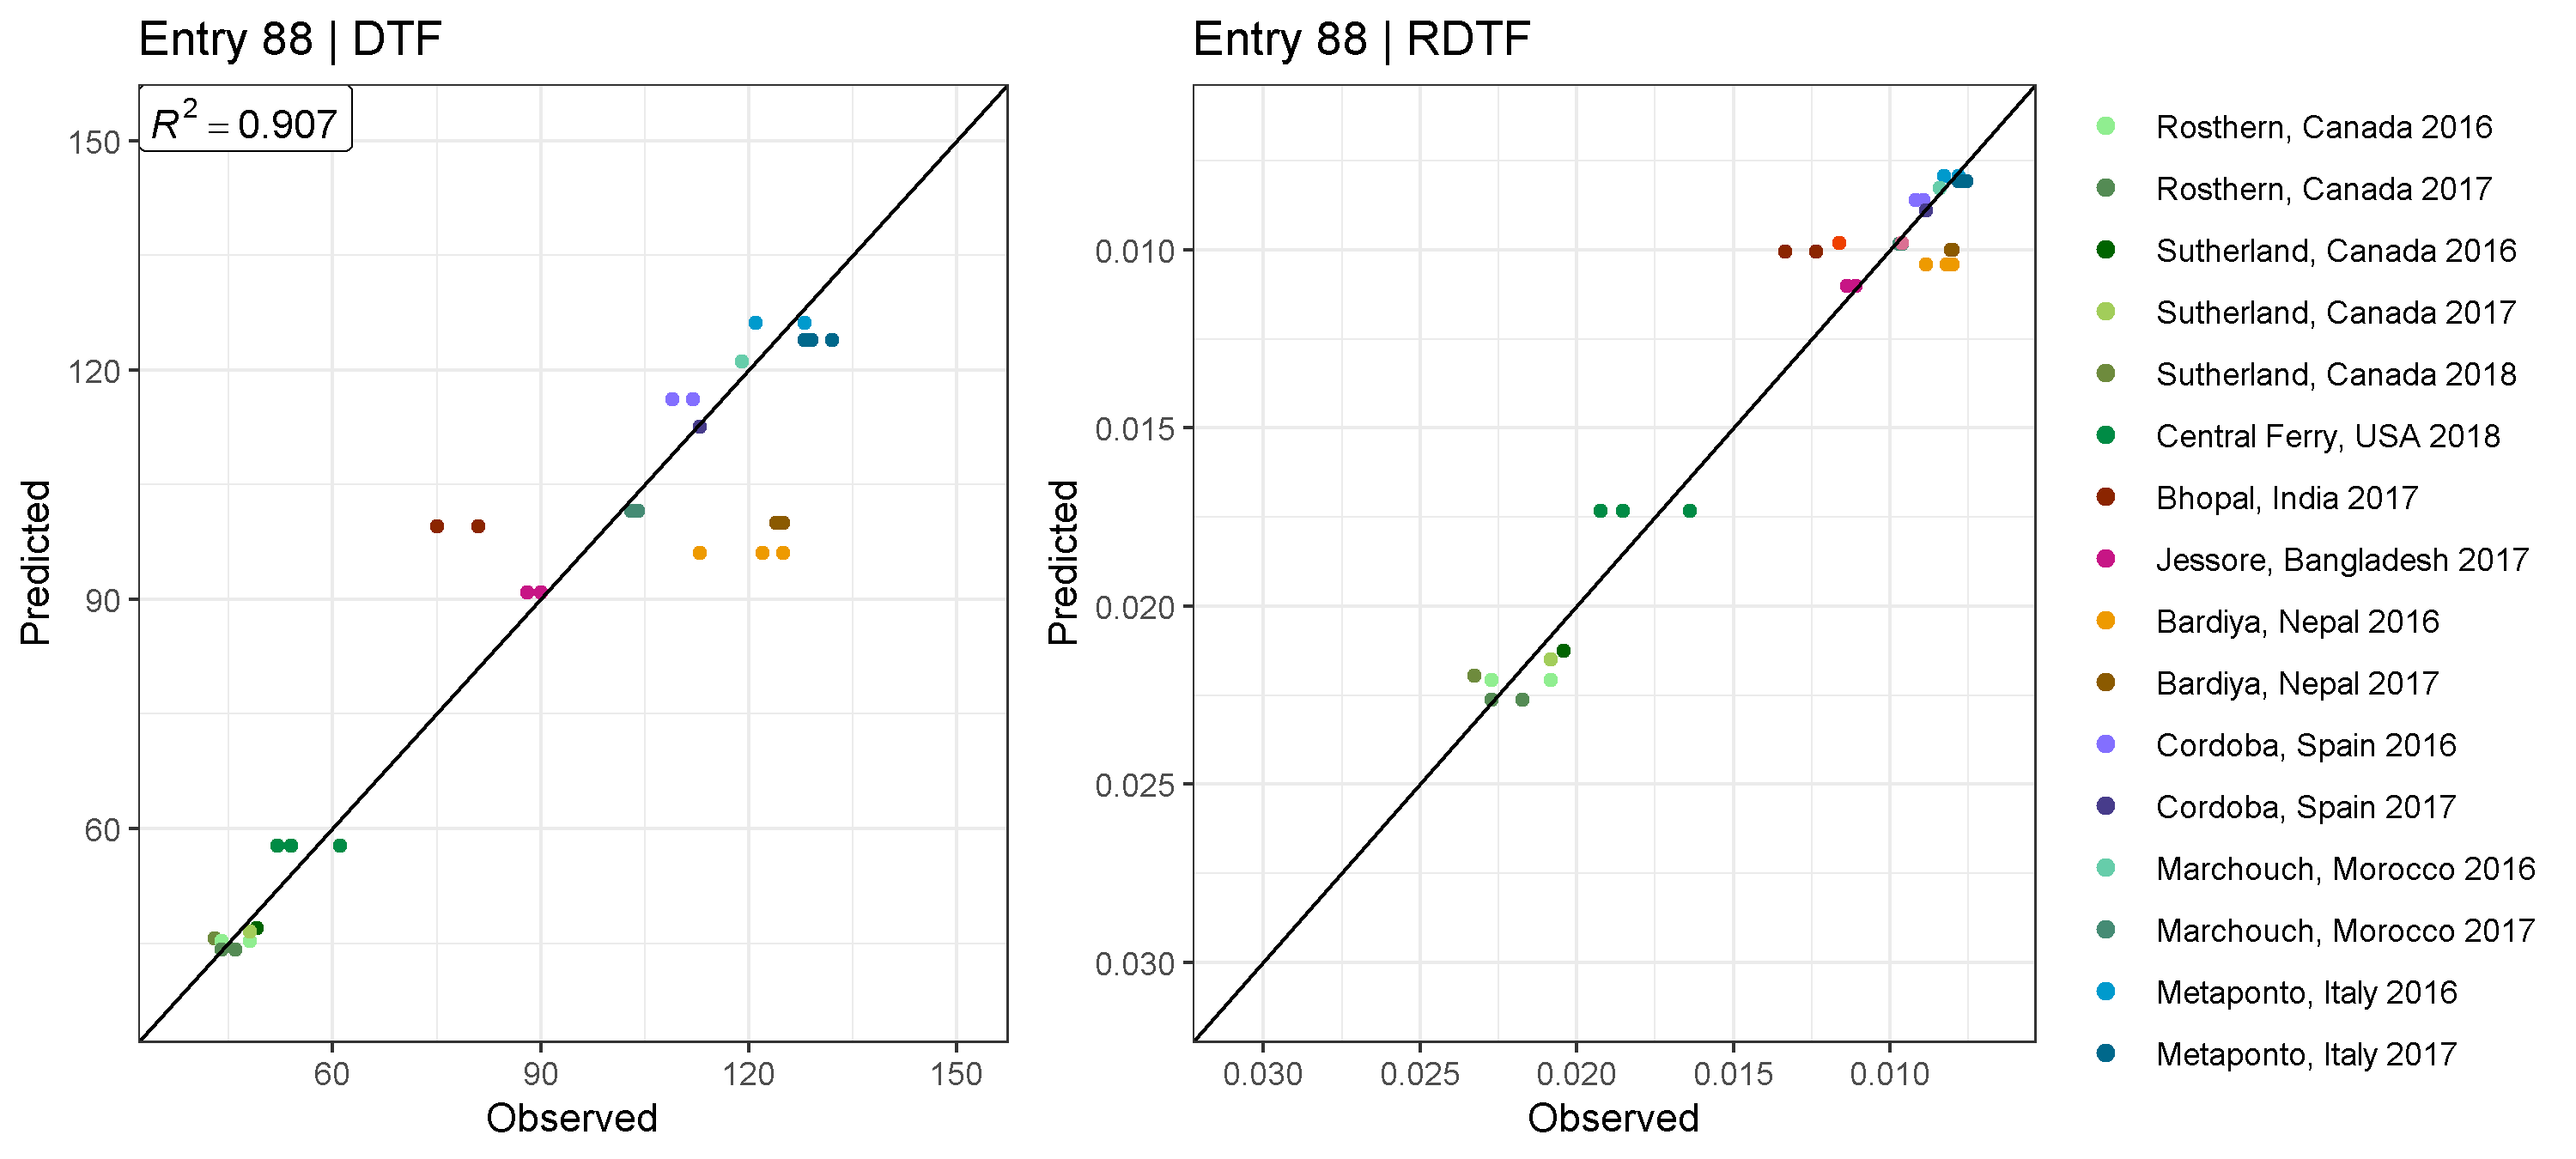 Entry 88 | DTF
R² = 0.907
150
120
90
60
Predicted
60 90 120 150
Observed
Entry 88 | RDTF
0.010
0.015
0.020
0.025
0.030
Predicted
0.030 0.025 0.020 0.015 0.010
Observed
Rosthern, Canada 2016
Rosthern, Canada 2017
Sutherland, Canada 2016
Sutherland, Canada 2017
Sutherland, Canada 2018
Central Ferry, USA 2018
Bhopal, India 2017
Jessore, Bangladesh 2017
Bardiya, Nepal 2016
Bardiya, Nepal 2017
Cordoba, Spain 2016
Cordoba, Spain 2017
Marchouch, Morocco 2016
Marchouch, Morocco 2017
Metaponto, Italy 2016
Metaponto, Italy 2017